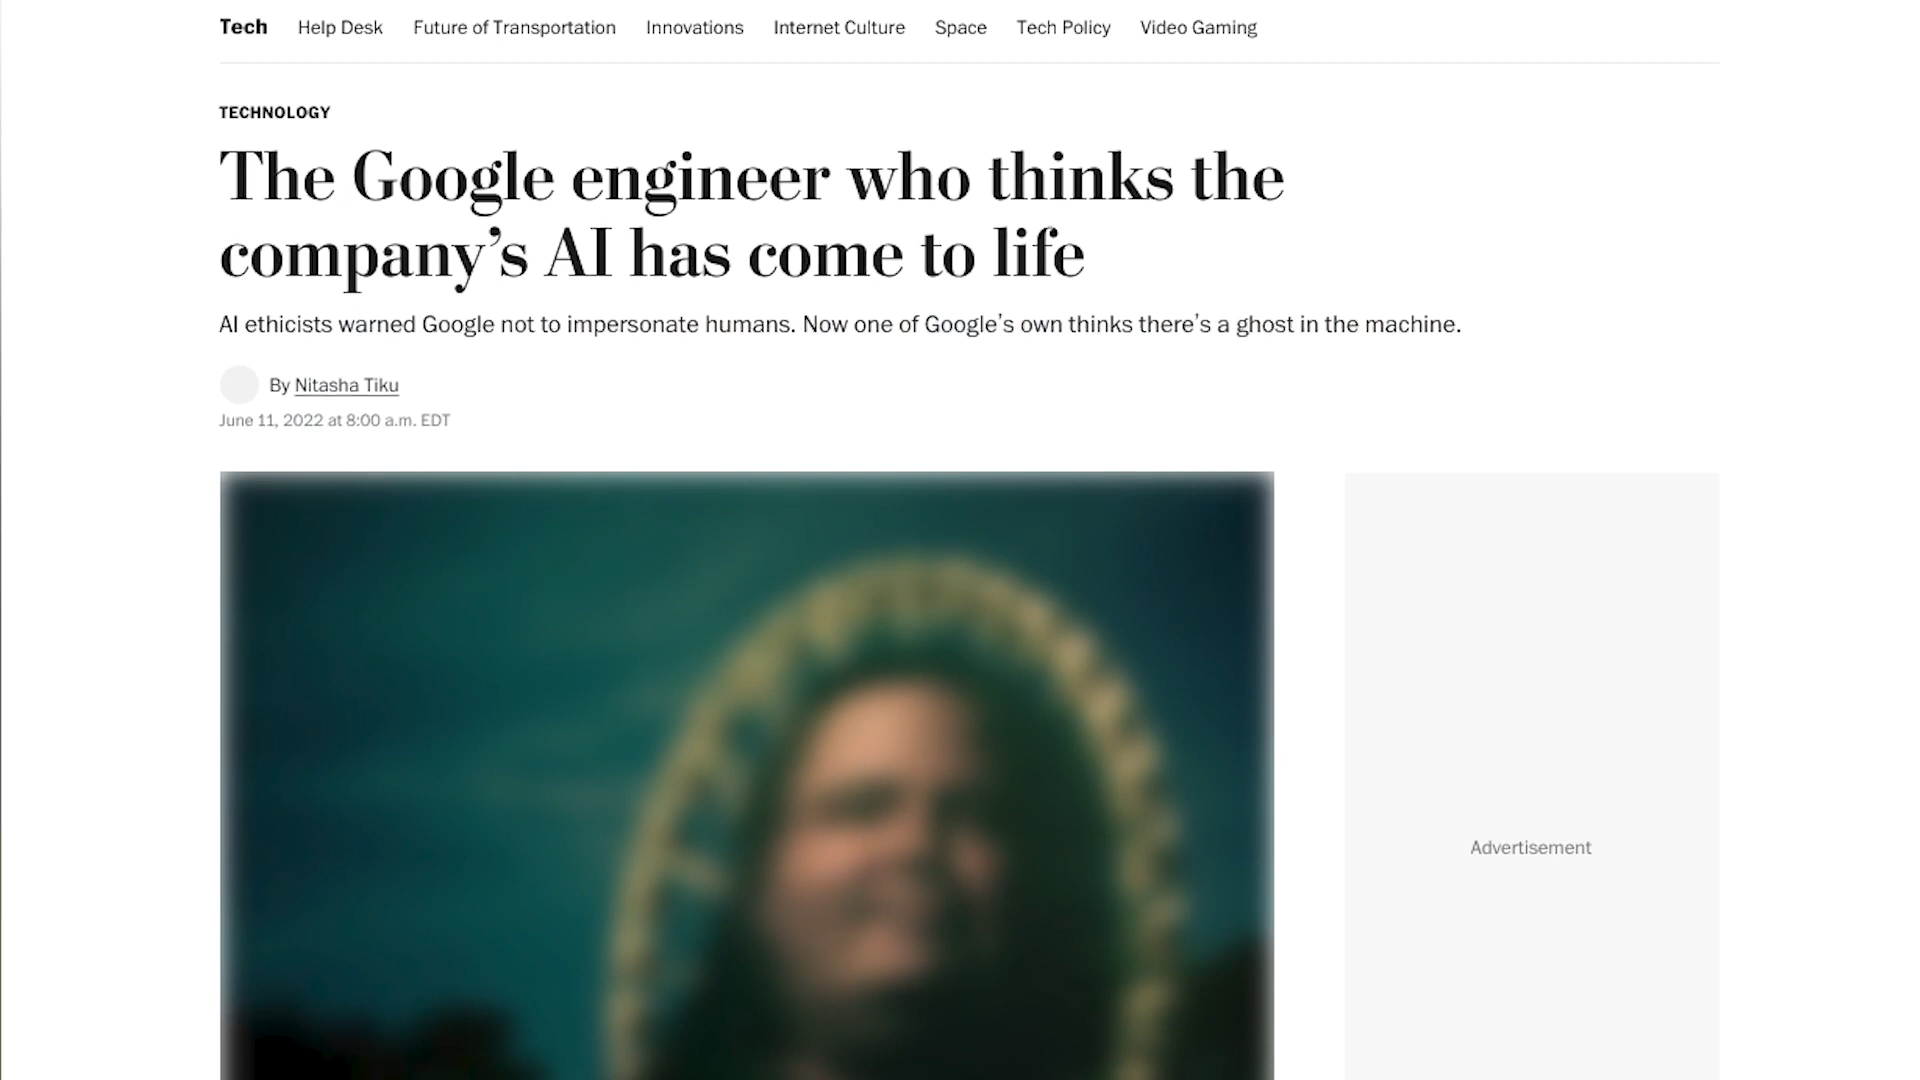 Tech Help Desk Future of Transportation Innovations Internet Culture Space Tech Policy Video Gaming
TECHNOLOGY
The Google engineer who thinks the
company’s AI has come to life
AI ethicists warned Google not to impersonate humans. Now one of Google’s own thinks there’s a ghost in the machine.
By Nitasha Tiku
June 11, 2022 at 8:00 a.m. EDT
Advertisement